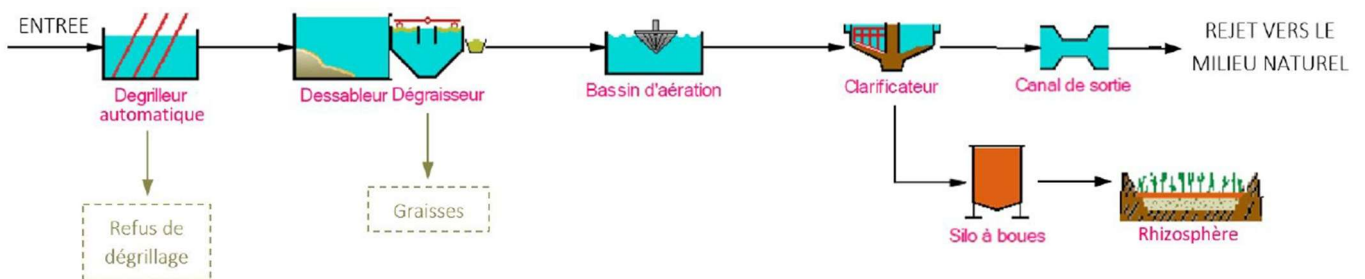 ENTREE
Degrilleur
automatique
Dessableur Dégraisseur
Bassin d'aération
Clarificateur
Canal de sortie
REJET VERS LE
MILIEU NATUREL
Refus de
dégrillage
Graisses
Silo à boues
Rhizosphère